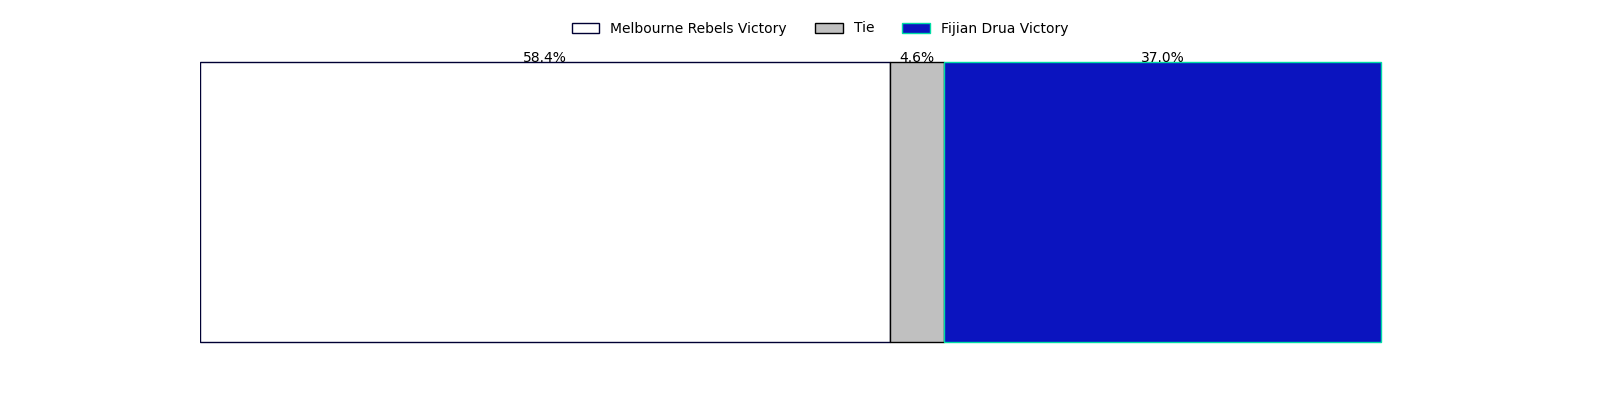 Melbourne Rebels Victory Tie Fijian Drua Victory
58.4% 4.6% 37.0%